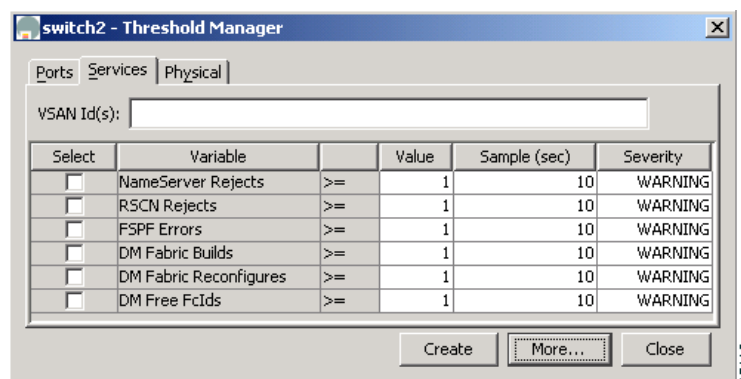 switch2 - Threshold Manager
Ports Services Physical
VSAN Id(s):
Select Variable Value Sample (sec) Severity
NameServer Rejects >= 1 10 WARNING
RSCN Rejects >= 1 10 WARNING
FSPF Errors >= 1 10 WARNING
DM Fabric Builds >= 1 10 WARNING
DM Fabric Reconfigures >= 1 10 WARNING
DM Free FcIds >= 1 10 WARNING
Create More... Close